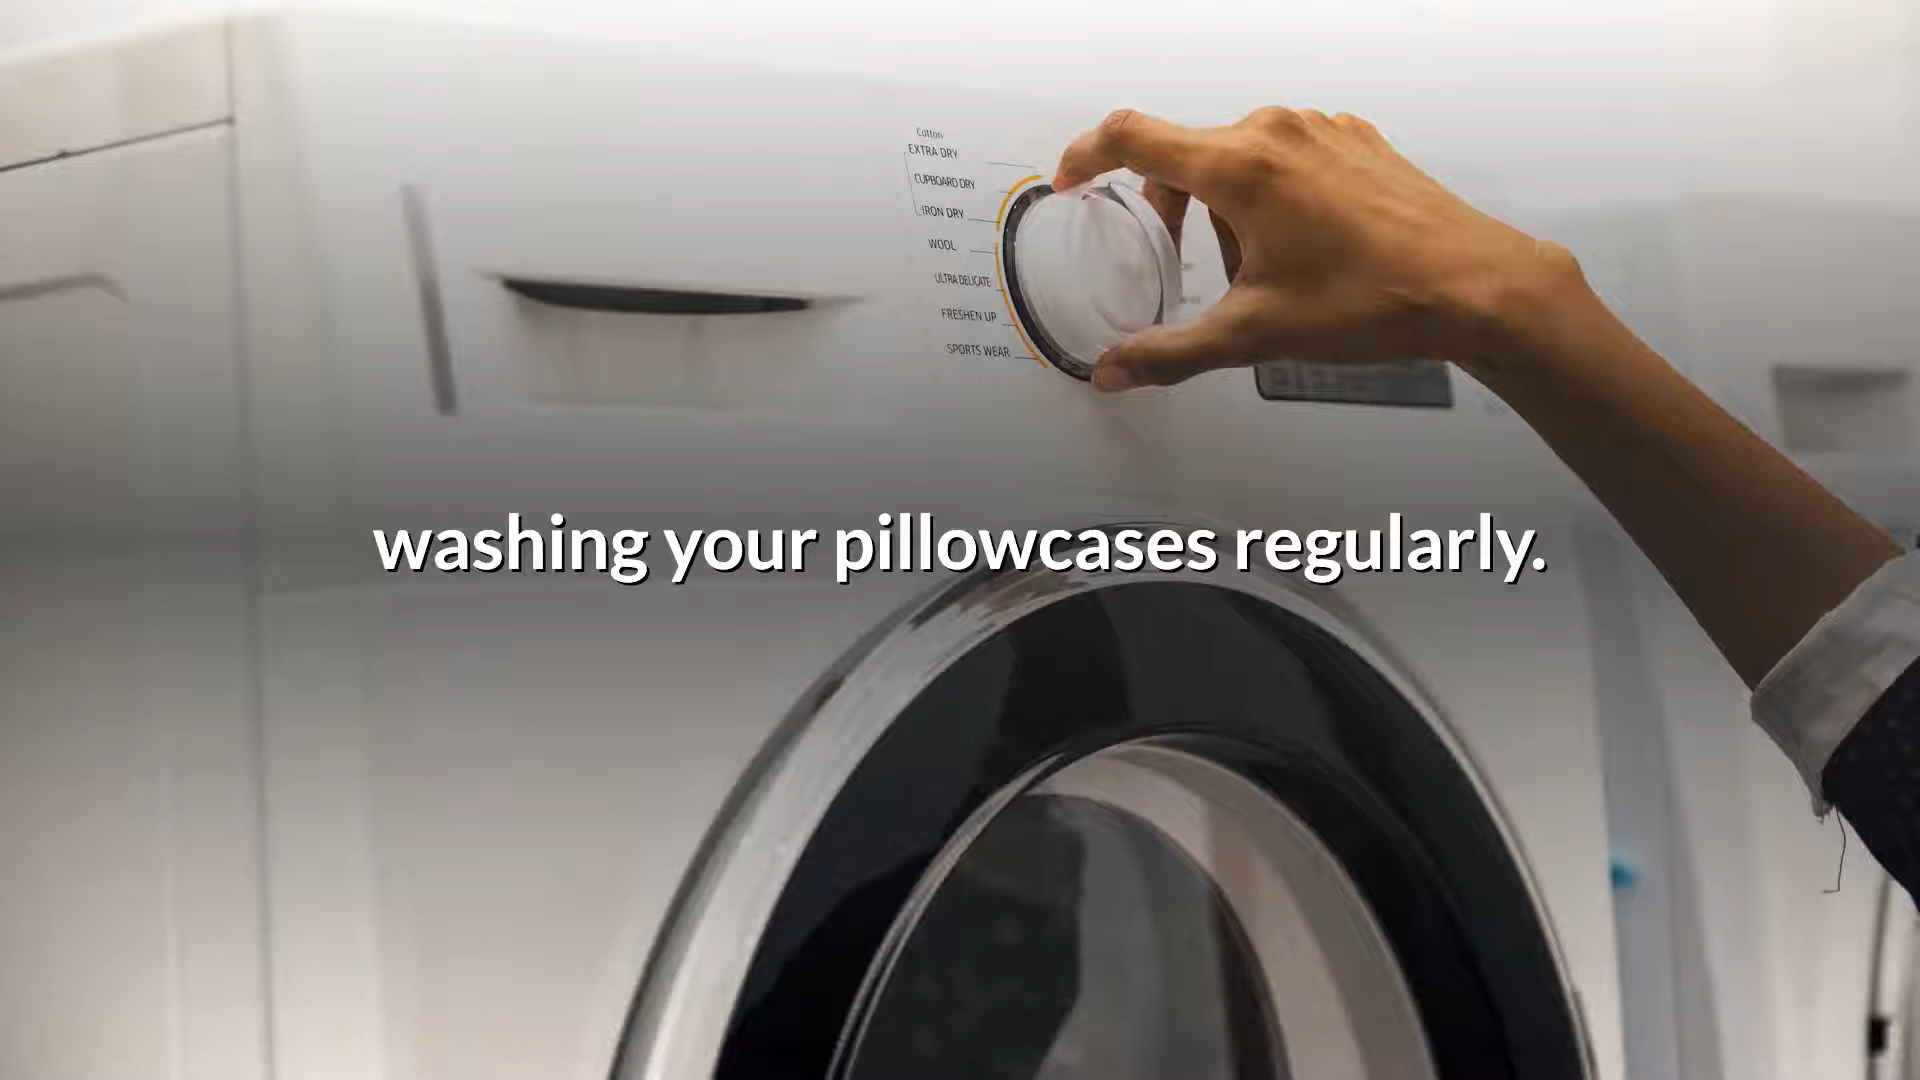 Cotton
EXTRA DRY
CUPBOARD DRY
IRON DRY
WOOL
ULTRA DELICATE
FRESHEN UP
SPORTS WEAR
washing your pillowcases regularly.